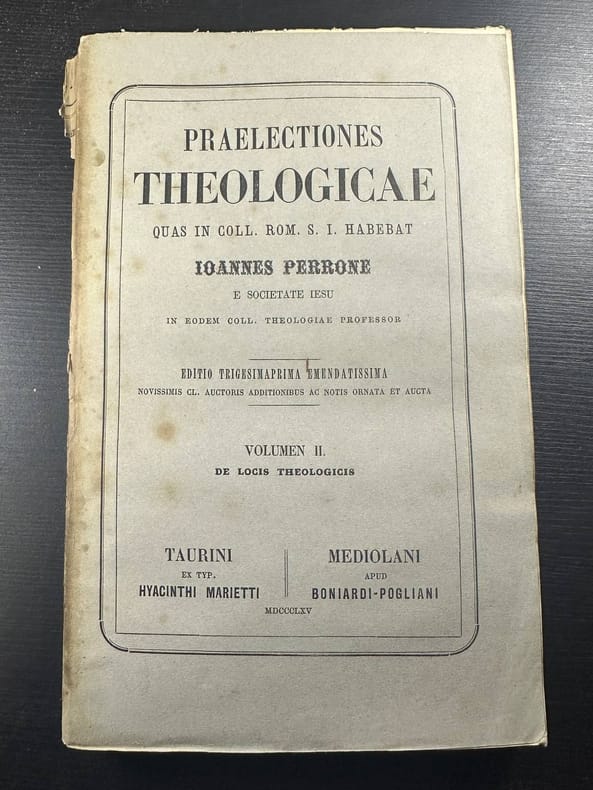 PRAELECTIONES
THEOLOGICAE
QUAS IN COLL. ROM. S. I. HABEBAT
IOANNES PERRONE
E SOCIETATE IESU
IN EODEM COLL. THEOLOGIAE PROFESSOR
EDITIO TRIGESIMAPRIMA EMENDATISSIMA
NOVISSIMIS CL. AUCTORIS ADDITIONIBUS AC NOTIS ORNATA ET AUCTA
VOLUMEN II.
DE LOCIS THEOLOGICIS
TAURINI
EX TYP.
HYACINTHI MARIETTI
MEDIOLANI
APUD
BONIARDI-POGLIANI
MDCCCLXV